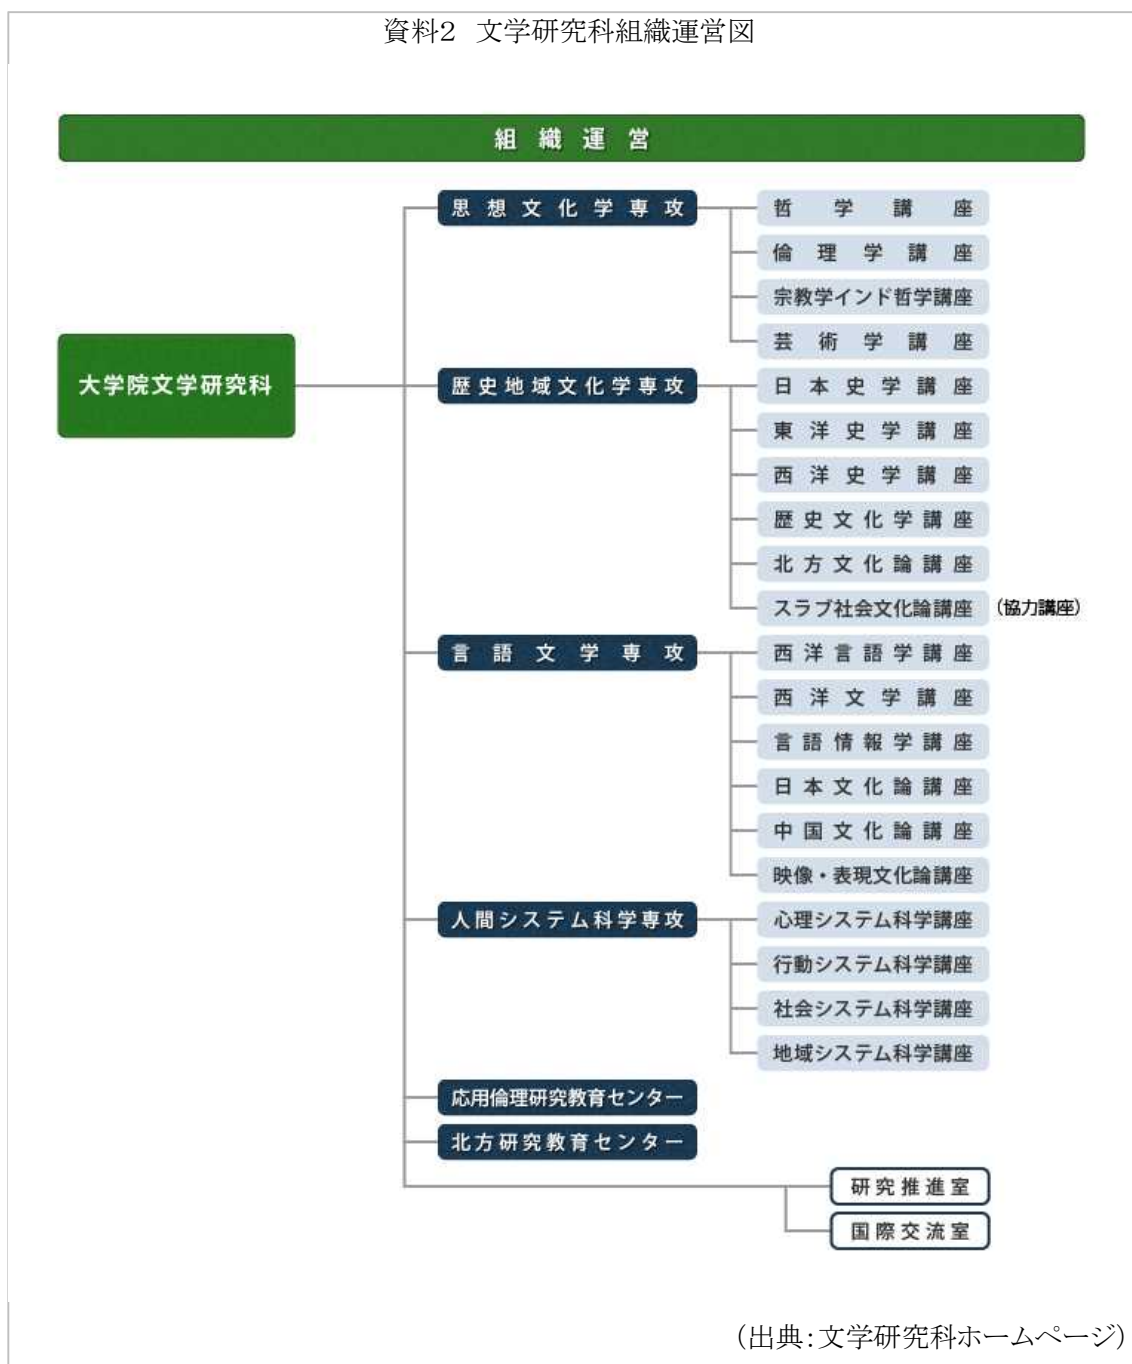 資料2 文学研究科組織運営図
組織運営
大学院文学研究科
思想文化学専攻
哲学講座
倫理学講座
宗教学インド哲学講座
芸術学講座
歴史地域文化学専攻
日本史学講座
東洋史学講座
西洋史学講座
歴史文化学講座
北方文化論講座
スラブ社会文化論講座 (協力講座)
言語文学専攻
西洋言語学講座
西洋文学講座
言語情報学講座
日本文化論講座
中国文化論講座
映像・表現文化論講座
人間システム科学専攻
心理システム科学講座
行動システム科学講座
社会システム科学講座
地域システム科学講座
応用倫理研究教育センター
北方研究教育センター
研究推進室
国際交流室
(出典:文学研究科ホームページ)